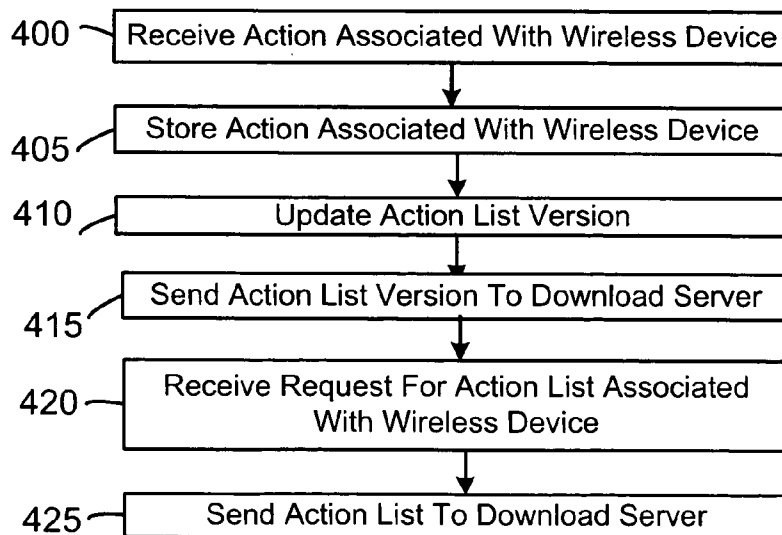 400 Receive Action Associated With Wireless Device
405 Store Action Associated With Wireless Device
410 Update Action List Version
415 Send Action List Version To Download Server
420 Receive Request For Action List Associated
With Wireless Device
425 Send Action List To Download Server